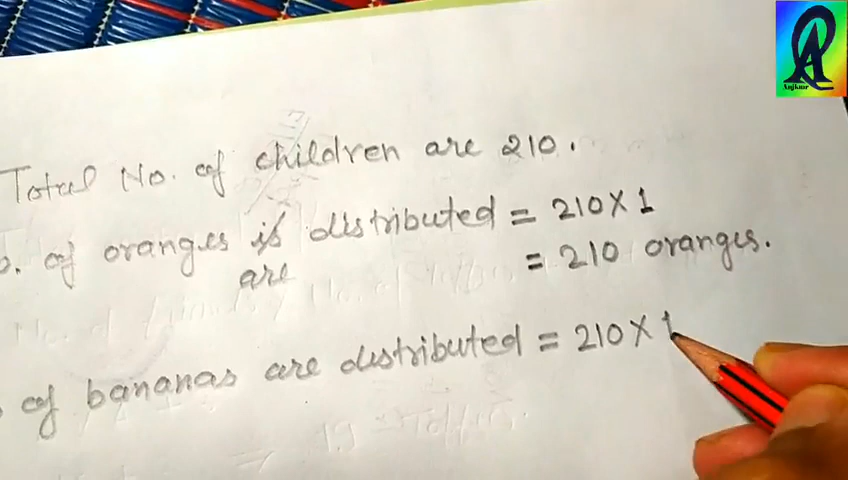 Total No. of children are 210.
o. of oranges is distributed = 210 X 1
are
= 210 oranges.
of bananas are distributed = 210 X 1